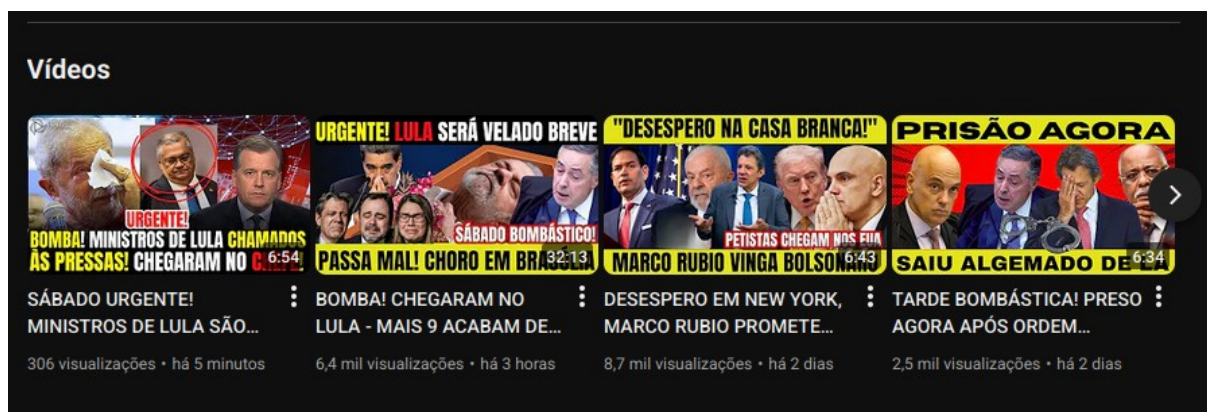 Vídeos
URGENTE!
BOMBA! MINISTROS DE LULA CHAMADOS
ÀS PRESSAS! CHEGARAM NO
6:54
SÁBADO URGENTE!
MINISTROS DE LULA SÃO...
306 visualizações • há 5 minutos
URGENTE! LULA SERÁ VELADO BREVE
SÁBADO BOMBÁSTICO!
PASSA MAL! CHORO EM BRASÍLIA
32:13
BOMBA! CHEGARAM NO
LULA - MAIS 9 ACABAM DE...
6,4 mil visualizações • há 3 horas
"DESESPERO NA CASA BRANCA!"
PETISTAS CHEGAM NOS EUA
MARCO RUBIO VINGA BOLSONARO
6:43
DESESPERO EM NEW YORK,
MARCO RUBIO PROMETE...
8,7 mil visualizações • há 2 dias
PRISÃO AGORA
SAIU ALGEMADO DE LÁ
6:34
TARDE BOMBÁSTICA! PRESO
AGORA APÓS ORDEM...
2,5 mil visualizações • há 2 dias